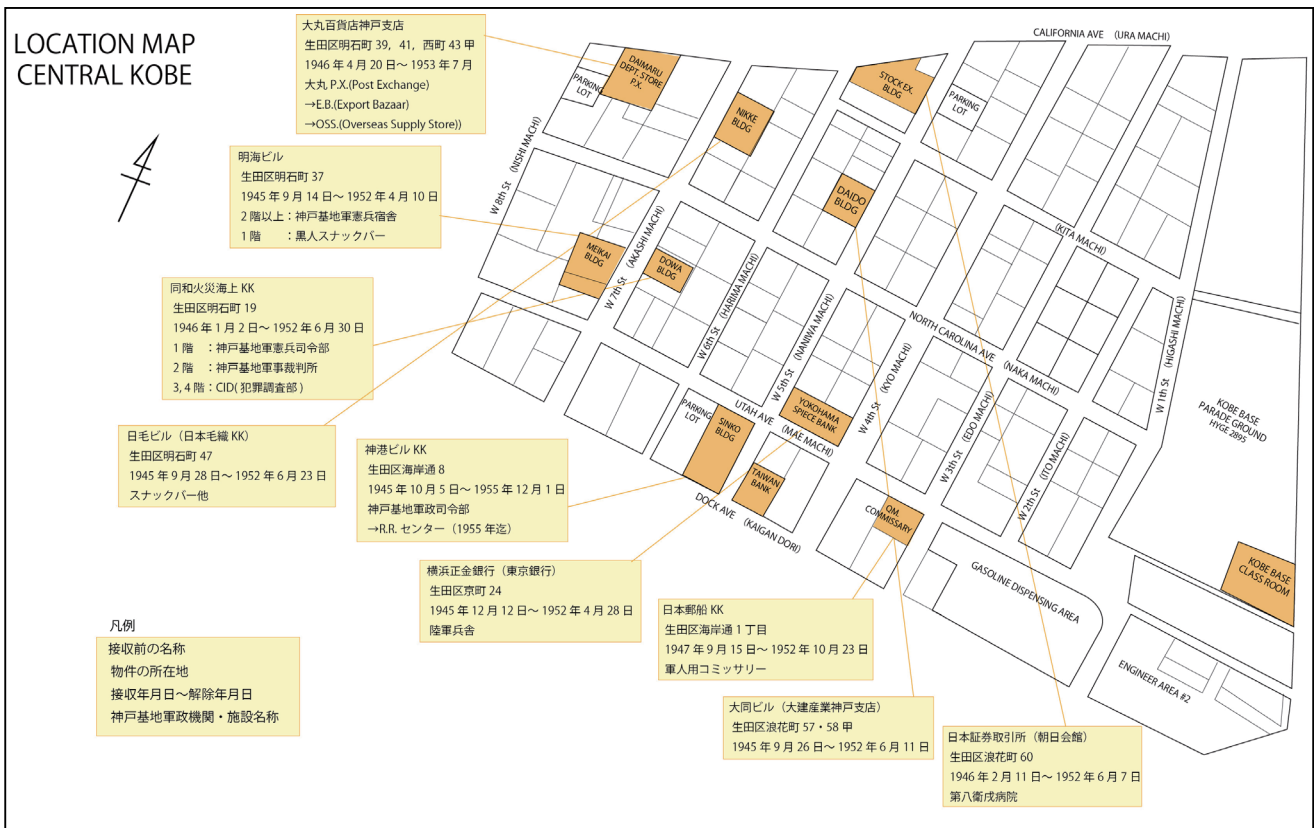 LOCATION MAP
CENTRAL KOBE
大丸百貨店神戸支店
生田区明石町 39, 41, 西町 43 甲
1946 年 4 月 20 日～ 1953 年 7 月
大丸 P.X.(Post Exchange)
→E.B.(Export Bazaar)
→OSS.(Overseas Supply Store))
明海ビル
生田区明石町 37
1945 年 9 月 14 日～ 1952 年 4 月 10 日
2 階以上：神戸基地軍憲兵宿舎
1 階　　：黒人スナックバー
同和火災海上 KK
生田区明石町 19
1946 年 1 月 2 日～ 1952 年 6 月 30 日
1 階　：神戸基地軍憲兵司令部
2 階　：神戸基地軍事裁判所
3, 4 階：CID( 犯罪調査部 )
日毛ビル（日本毛織 KK）
生田区明石町 47
1945 年 9 月 28 日～ 1952 年 6 月 23 日
スナックバー他
神港ビル KK
生田区海岸通 8
1945 年 10 月 5 日～ 1955 年 12 月 1 日
神戸基地軍政司令部
→R.R. センター（1955 年迄）
横浜正金銀行（東京銀行）
生田区京町 24
1945 年 12 月 12 日～ 1952 年 4 月 28 日
陸軍兵舎
日本郵船 KK
生田区海岸通 1 丁目
1947 年 9 月 15 日～ 1952 年 10 月 23 日
軍人用コミッサリー
大同ビル（大建産業神戸支店）
生田区浪花町 57・58 甲
1945 年 9 月 26 日～ 1952 年 6 月 11 日
日本証券取引所（朝日会館）
生田区浪花町 60
1946 年 2 月 11 日～ 1952 年 6 月 7 日
第八衛戌病院
凡例
接収前の名称
物件の所在地
接収年月日～解除年月日
神戸基地軍政機関・施設名称
CALIFORNIA AVE (URA MACHI)
PARKING
LOT
DAIMARU
DEPT. STORE
P.X.
NIKKE
BLDG
STOCK EX.
BLDG
PARKING
LOT
DAIDO
BLDG
MEIKAI
BLDG
DOWA
BLDG
W 8th St (NISHI MACHI)
W 7th St (AKASHI MACHI)
W 6th St (HARIMA MACHI)
W 5th St (NANIWA MACHI)
W 4th St (KYO MACHI)
W 3th St (EDO MACHI)
W 2th St (ITO MACHI)
W 1th St (HIGASHI MACHI)
(KITA MACHI)
NORTH CAROLINA AVE (NAKA MACHI)
UTAH AVE (MAE MACHI)
DOCK AVE (KAIGAN DORI)
PARKING
LOT
SINKO
BLDG
YOKOHAMA
SPIECE BANK
TAIWAN
BANK
QM.
COMMISSARY
KOBE BASE
PARADE GROUND
HYGE 2895
KOBE BASE
CLASS ROOM
GASOLINE DISPENSING AREA
ENGINEER AREA #2